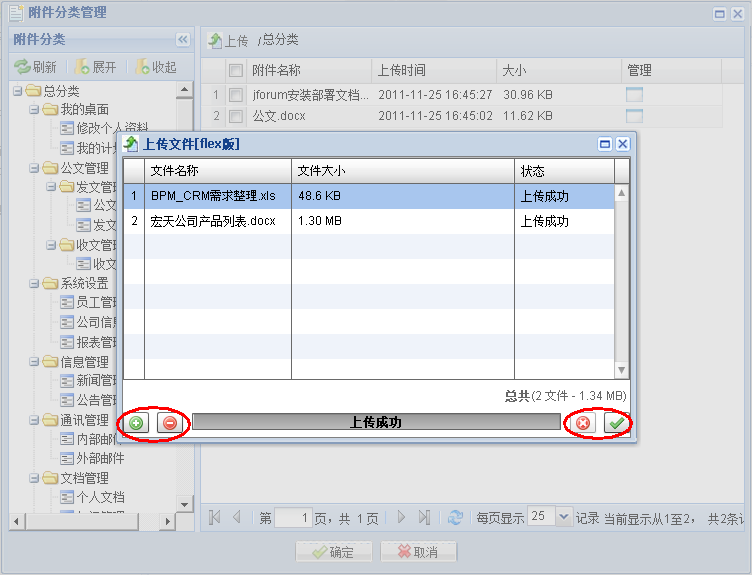 附件分类管理
附件分类
刷新 展开 收起
总分类
我的桌面
修改个人资料
我的计
公文管理
发文管
公文
发文
收文管
收文
系统设置
员工管
公司信
报表管
信息管理
新闻管
公告管
通讯管理
内部邮件
外部邮件
文档管理
个人文档
上传 /总分类
附件名称 上传时间 大小 管理
1 jforum安装部署文档... 2011-11-25 16:45:27 30.96 KB
2 公文.docx 2011-11-25 16:45:02 11.62 KB
上传文件[flex版]
文件名称 文件大小 状态
1 BPM_CRM需求整理.xls 48.6 KB 上传成功
2 宏天公司产品列表.docx 1.30 MB 上传成功
总共(2 文件 - 1.34 MB)
上传成功
第 1 页，共 1 页 每页显示 25 记录 当前显示从1至2， 共2条
确定 取消